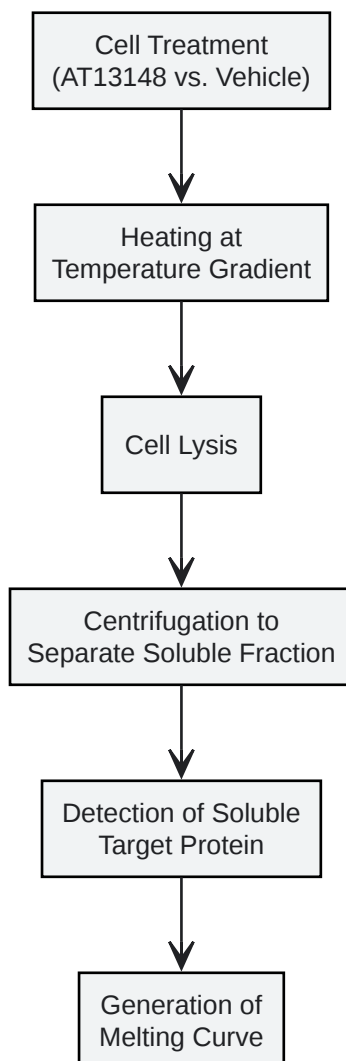 Cell Treatment
(AT13148 vs. Vehicle)
Heating at
Temperature Gradient
Cell Lysis
Centrifugation to
Separate Soluble Fraction
Detection of Soluble
Target Protein
Generation of
Melting Curve